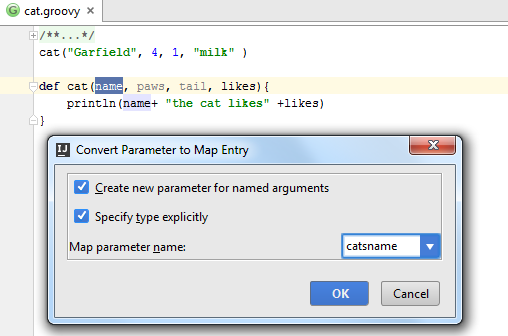 cat.groovy
/**...*/
cat("Garfield", 4, 1, "milk" )
def cat(name, paws, tail, likes){
println(name+ "the cat likes" +likes)
}
IJ Convert Parameter to Map Entry
Create new parameter for named arguments
Specify type explicitly
Map parameter name: catsname
OK Cancel